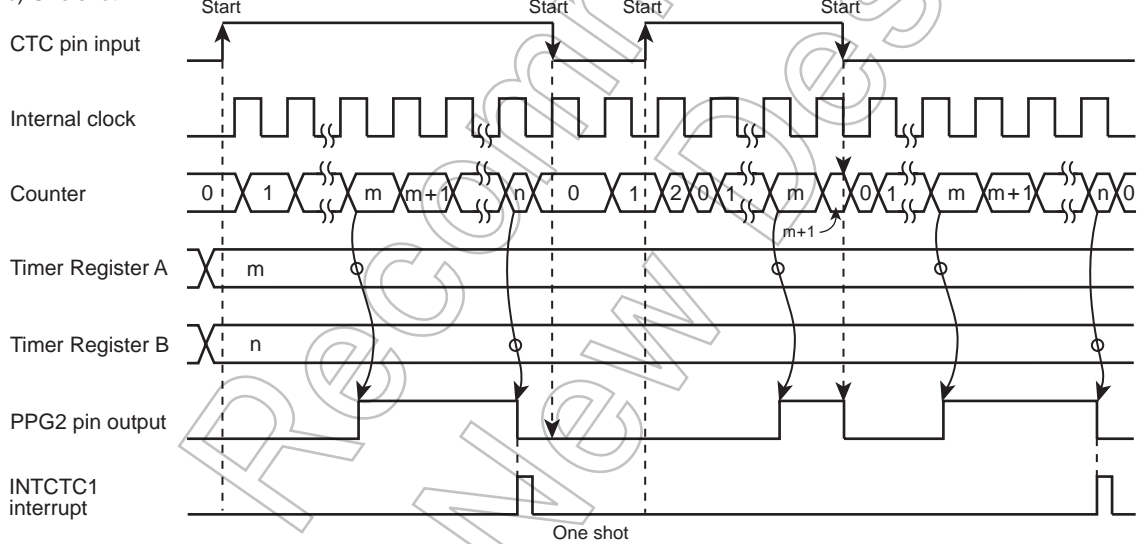 Start Start Start Start
CTC pin input
Internal clock
Counter 0 1 m m+1 n 0 1 2 0 1 m 0 1 m m+1 n 0
m+1
Timer Register A m
Timer Register B n
PPG2 pin output
INTCTC1
interrupt
One shot